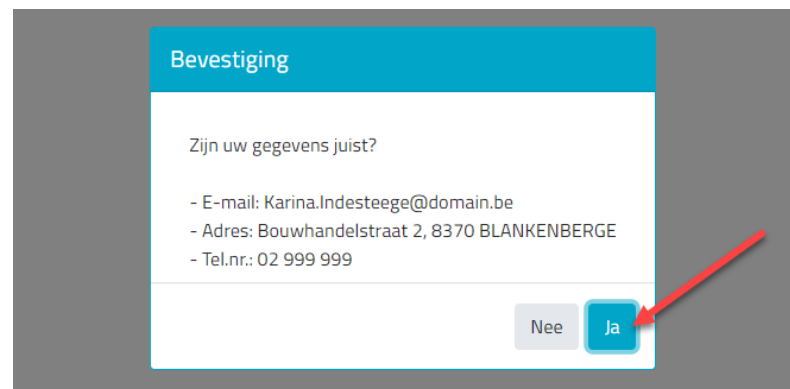 Bevestiging
Zijn uw gegevens juist?
- E-mail: Karina.Indesteege@domain.be
- Adres: Bouwhandelstraat 2, 8370 BLANKENBERGE
- Tel.nr.: 02 999 999
Nee Ja